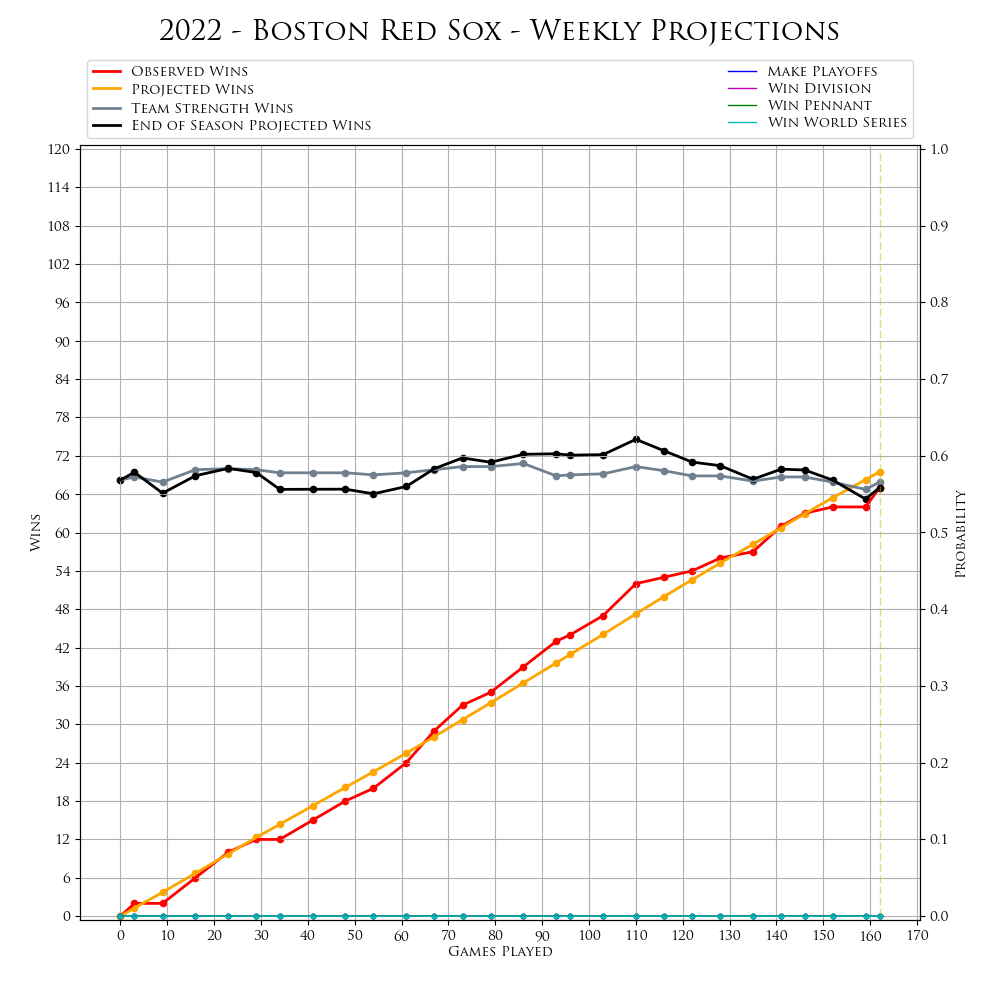 2022 - Boston Red Sox - Weekly Projections
Observed Wins
Projected Wins
Team Strength Wins
End of Season Projected Wins
Make Playoffs
Win Division
Win Pennant
Win World Series
120
114
108
102
96
90
84
78
72
66
60
54
48
42
36
30
24
18
12
6
0
Wins
1.0
0.9
0.8
0.7
0.6
0.5
0.4
0.3
0.2
0.1
0.0
Probability
0 10 20 30 40 50 60 70 80 90 100 110 120 130 140 150 160 170
Games Played